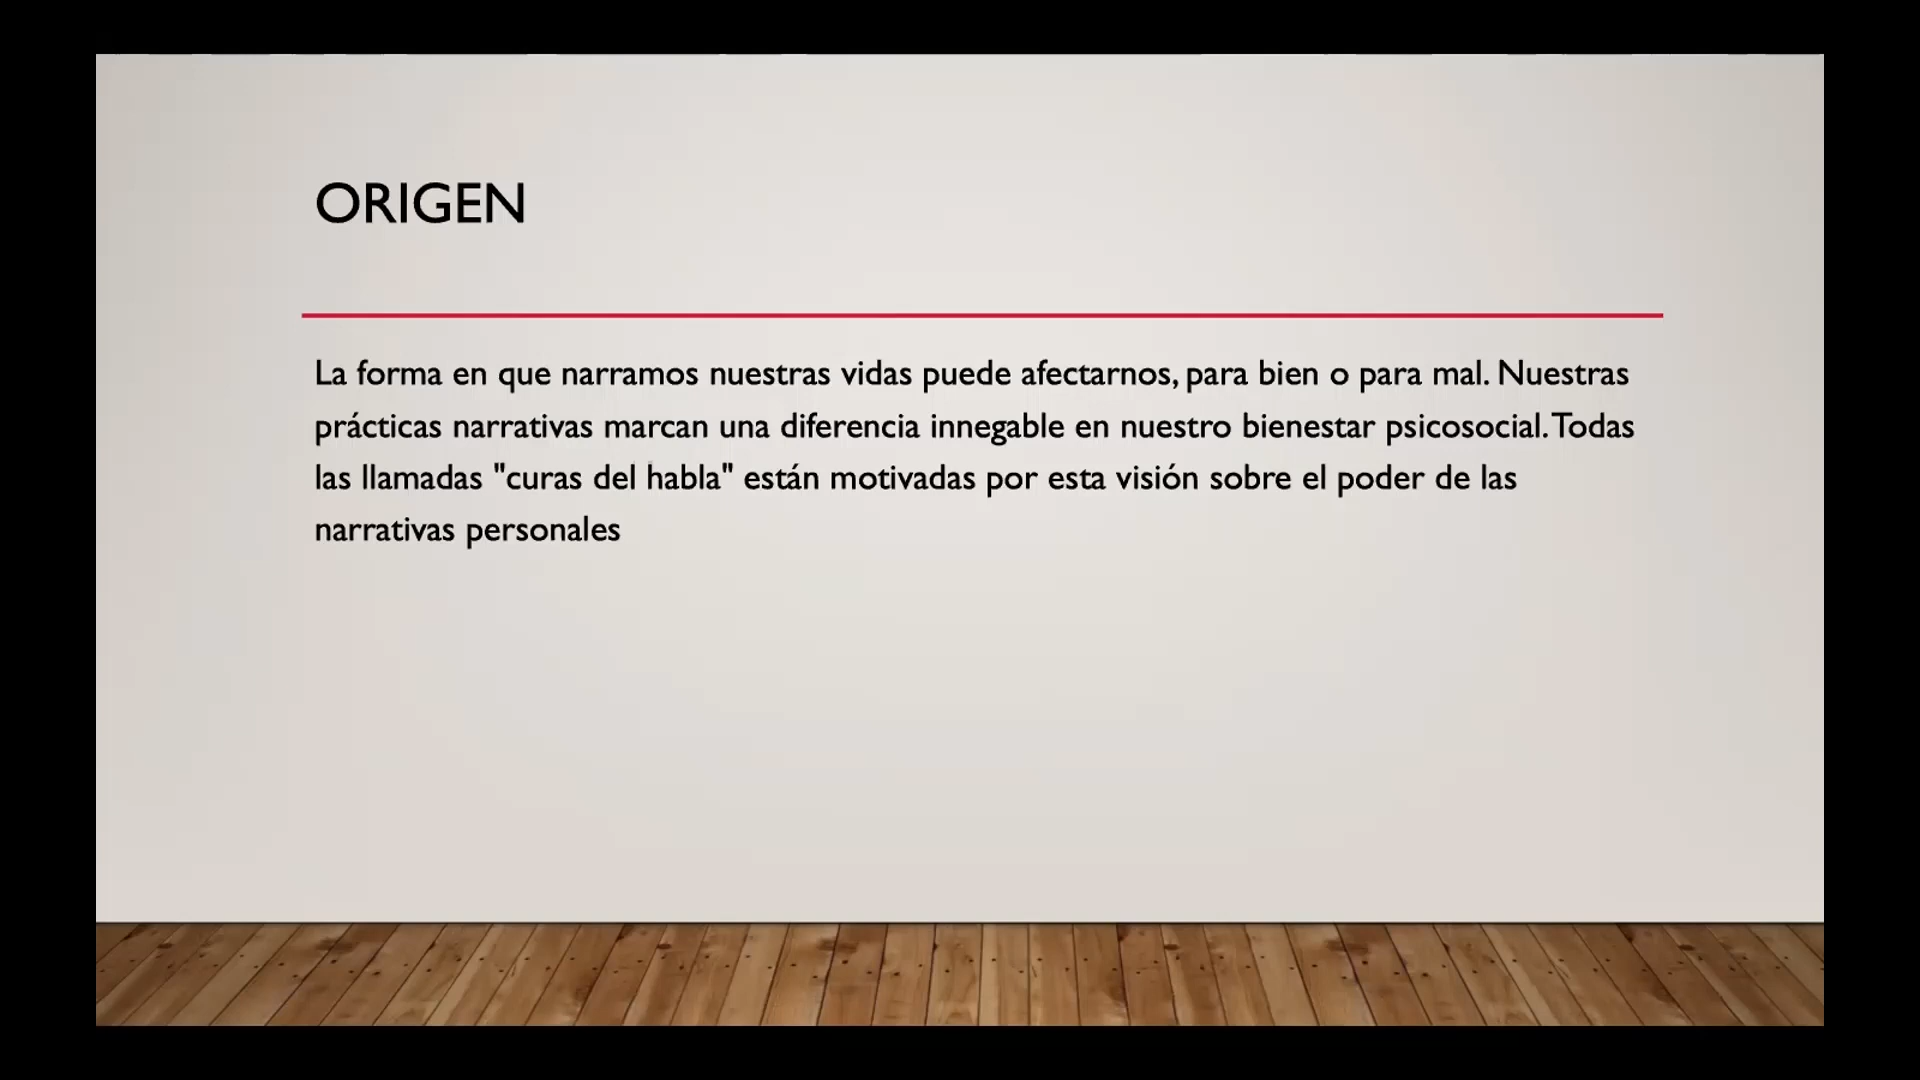 ORIGEN
La forma en que narramos nuestras vidas puede afectarnos, para bien o para mal. Nuestras
prácticas narrativas marcan una diferencia innegable en nuestro bienestar psicosocial. Todas
las llamadas "curas del habla" están motivadas por esta visión sobre el poder de las
narrativas personales